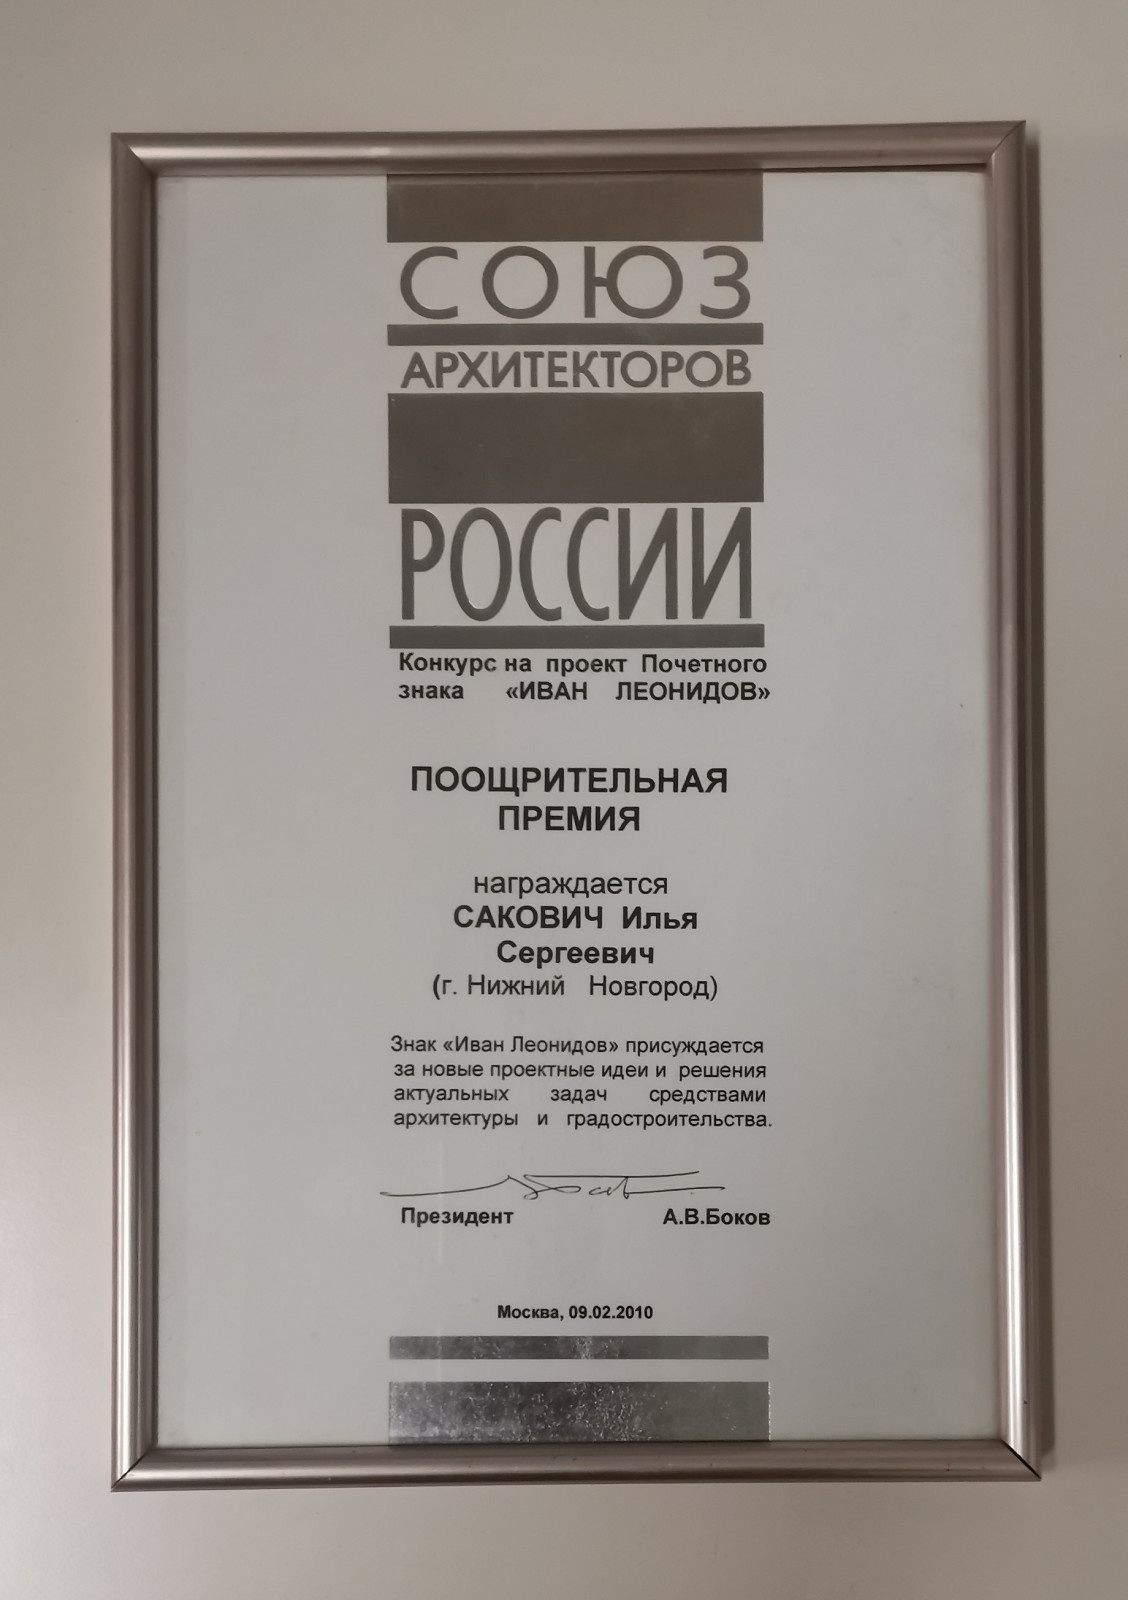 СОЮЗ
АРХИТЕКТОРОВ
РОССИИ
Конкурс на проект Почетного
знака «ИВАН ЛЕОНИДОВ»
ПООЩРИТЕЛЬНАЯ
ПРЕМИЯ
награждается
САКОВИЧ Илья
Сергеевич
(г. Нижний Новгород)
Знак «Иван Леонидов» присуждается
за новые проектные идеи и решения
актуальных задач средствами
архитектуры и градостроительства.
Президент А.В.Боков
Москва, 09.02.2010